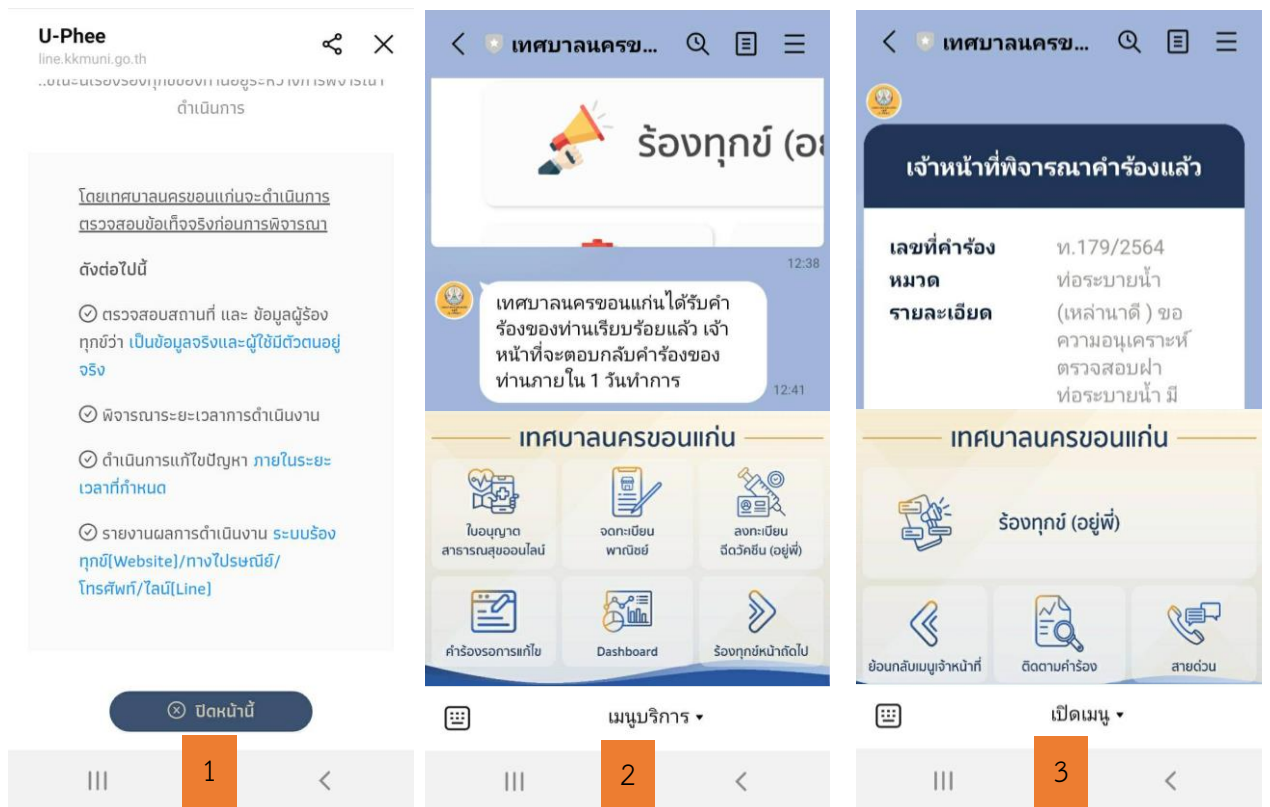 U-Phee
line.kkmuni.go.th
ดำเนินการ
โดยเทศบาลนครขอนแก่นจะดำเนินการ
ตรวจสอบข้อเท็จจริงก่อนการพิจารณา
ดังต่อไปนี้
ตรวจสอบสถานที่ และ ข้อมูลผู้ร้อง
ทุกข์ว่า เป็นข้อมูลจริงและผู้ใช้มีตัวตนอยู่
จริง
พิจารณาระยะเวลาการดำเนินงาน
ดำเนินการแก้ไขปัญหา ภายในระยะ
เวลาที่กำหนด
รายงานผลการดำเนินงาน ระบบร้อง
ทุกข์(Website)/ทางไปรษณีย์/
โทรศัพท์/ไลน์(Line)
ปิดหน้านี้
1
เทศบาลนครข...
ร้องทุกข์ (อยู่
12:38
เทศบาลนครขอนแก่นได้รับคำ
ร้องของท่านเรียบร้อยแล้ว เจ้า
หน้าที่จะตอบกลับคำร้องของ
ท่านภายใน 1 วันทำการ
12:41
เทศบาลนครขอนแก่น
ใบอนุญาต
สาธารณสุขออนไลน์
จดทะเบียน
พาณิชย์
ลงทะเบียน
ฉีดวัคซีน (อยู่พี่)
คำร้องรอการแก้ไข
Dashboard
ร้องทุกข์หน้าถัดไป
เมนูบริการ
2
เทศบาลนครข...
เจ้าหน้าที่พิจารณาคำร้องแล้ว
เลขที่คำร้อง ท.179/2564
หมวด ท่อระบายน้ำ
รายละเอียด (เหล่านาดี ) ขอ
ความอนุเคราะห์
ตรวจสอบฝา
ท่อระบายน้ำ มี
เทศบาลนครขอนแก่น
ร้องทุกข์ (อยู่พี่)
ย้อนกลับเมนูเจ้าหน้าที่
ติดตามคำร้อง
สายด่วน
เปิดเมนู
3